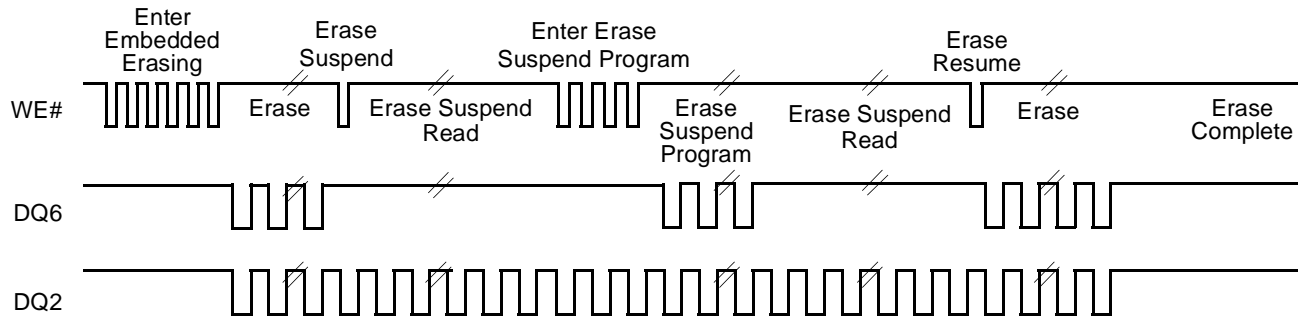 Enter
Embedded
Erasing
Erase
Suspend
Enter Erase
Suspend Program
Erase
Resume
WE#
Erase
Erase Suspend
Read
Erase
Suspend
Program
Erase Suspend
Read
Erase
Erase
Complete
DQ6
DQ2